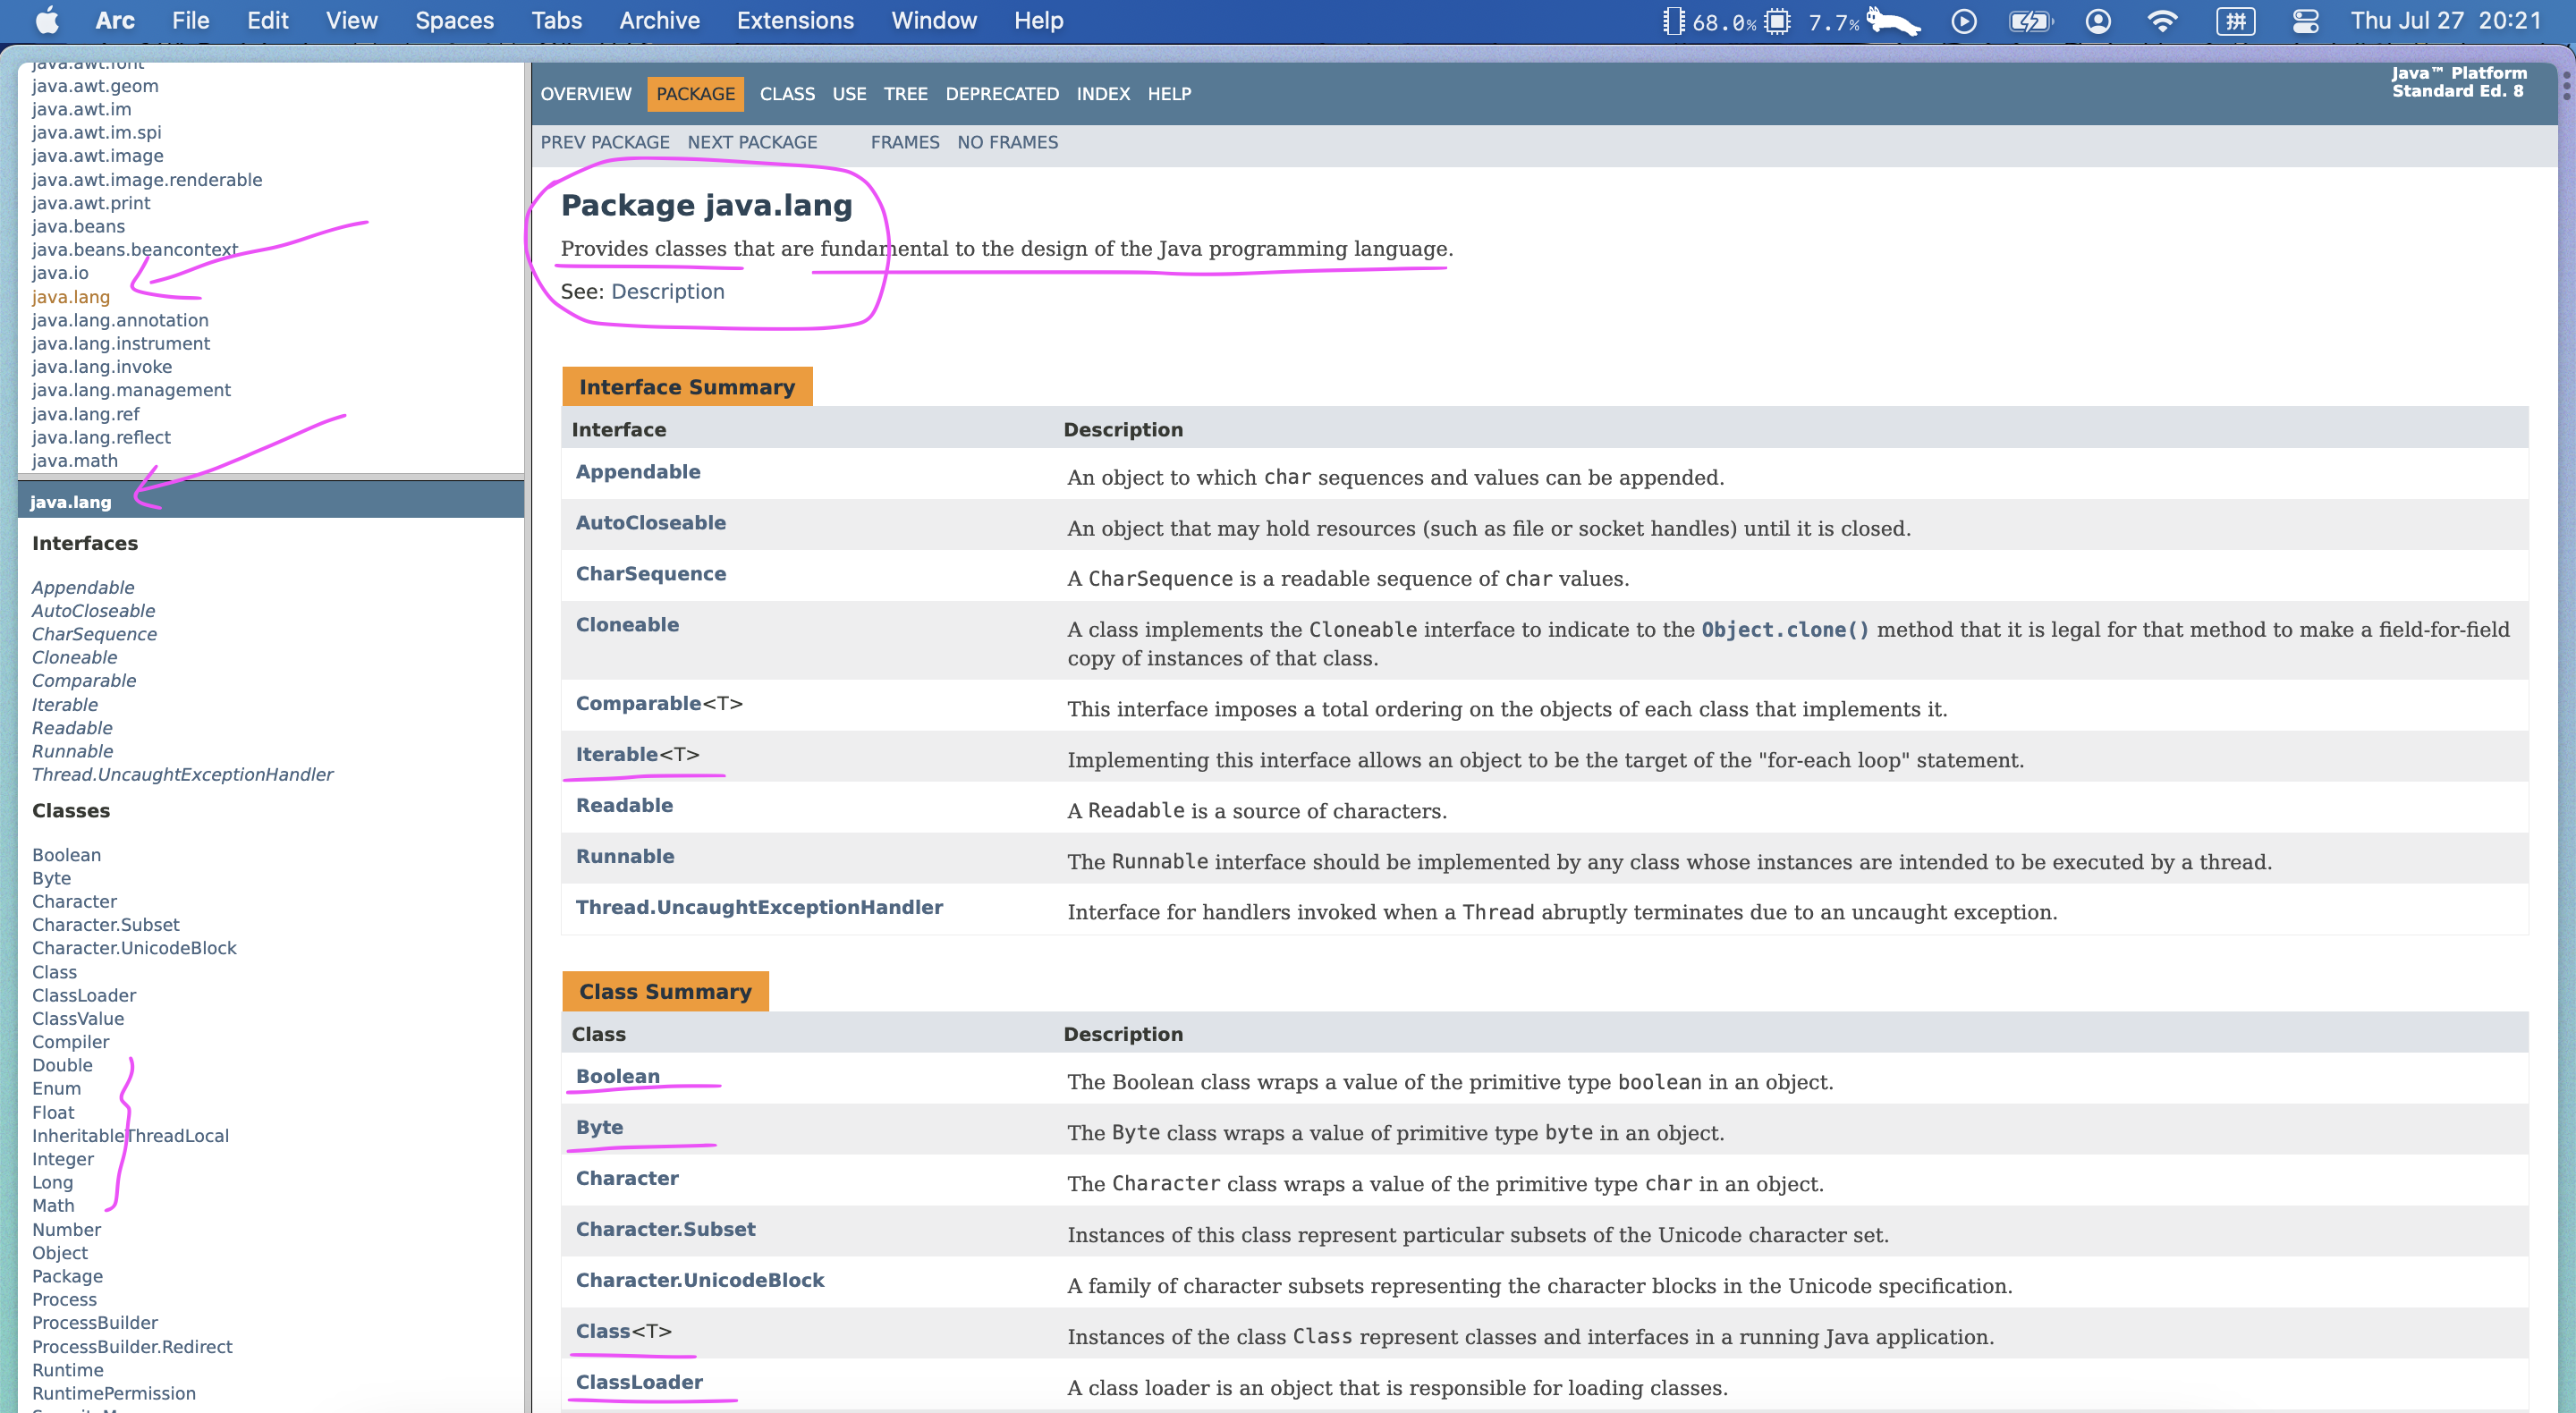 Arc File Edit View Spaces Tabs Archive Extensions Window Help 68.0% 7.7% 拼 Thu Jul 27 20:21
java.awt.font
java.awt.geom
java.awt.im
java.awt.im.spi
java.awt.image
java.awt.image.renderable
java.awt.print
java.beans
java.beans.beancontext
java.io
java.lang
java.lang.annotation
java.lang.instrument
java.lang.invoke
java.lang.management
java.lang.ref
java.lang.reflect
java.math
java.lang
Interfaces
Appendable
AutoCloseable
CharSequence
Cloneable
Comparable
Iterable
Readable
Runnable
Thread.UncaughtExceptionHandler
Classes
Boolean
Byte
Character
Character.Subset
Character.UnicodeBlock
Class
ClassLoader
ClassValue
Compiler
Double
Enum
Float
InheritableThreadLocal
Integer
Long
Math
Number
Object
Package
Process
ProcessBuilder
ProcessBuilder.Redirect
Runtime
RuntimePermission
OVERVIEW PACKAGE CLASS USE TREE DEPRECATED INDEX HELP
Java™ Platform
Standard Ed. 8
PREV PACKAGE NEXT PACKAGE FRAMES NO FRAMES
Package java.lang
Provides classes that are fundamental to the design of the Java programming language.
See: Description
Interface Summary
Interface Description
Appendable An object to which char sequences and values can be appended.
AutoCloseable An object that may hold resources (such as file or socket handles) until it is closed.
CharSequence A CharSequence is a readable sequence of char values.
Cloneable A class implements the Cloneable interface to indicate to the Object.clone() method that it is legal for that method to make a field-for-field
copy of instances of that class.
Comparable<T> This interface imposes a total ordering on the objects of each class that implements it.
Iterable<T> Implementing this interface allows an object to be the target of the "for-each loop" statement.
Readable A Readable is a source of characters.
Runnable The Runnable interface should be implemented by any class whose instances are intended to be executed by a thread.
Thread.UncaughtExceptionHandler Interface for handlers invoked when a Thread abruptly terminates due to an uncaught exception.
Class Summary
Class Description
Boolean The Boolean class wraps a value of the primitive type boolean in an object.
Byte The Byte class wraps a value of primitive type byte in an object.
Character The Character class wraps a value of the primitive type char in an object.
Character.Subset Instances of this class represent particular subsets of the Unicode character set.
Character.UnicodeBlock A family of character subsets representing the character blocks in the Unicode specification.
Class<T> Instances of the class Class represent classes and interfaces in a running Java application.
ClassLoader A class loader is an object that is responsible for loading classes.